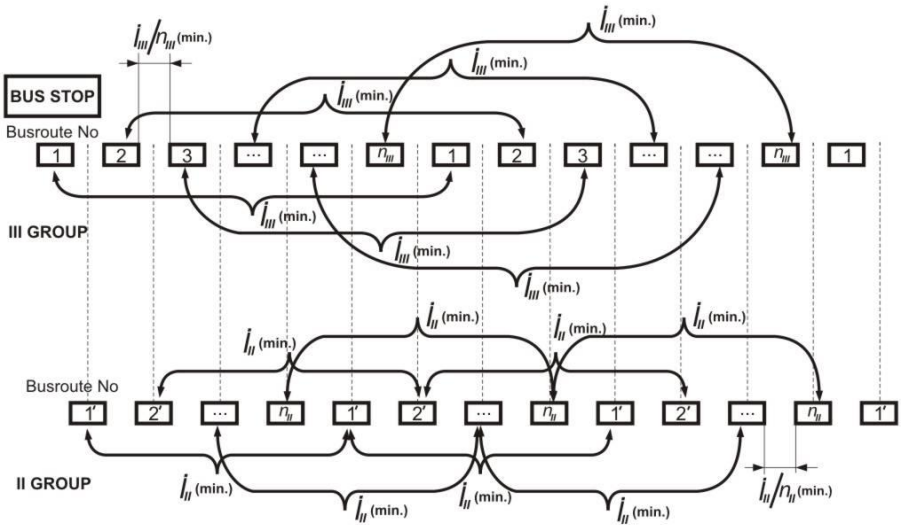 i_III/n_III (min.)
i_III (min.)
i_III (min.)
i_III (min.)
BUS STOP
Busroute No
1 2 3 ... ... n_III 1 2 3 ... ... n_III 1
i_III (min.)
III GROUP
i_III (min.)
i_III (min.)
i_II (min.) i_II (min.) i_II (min.) i_II (min.)
Busroute No
1' 2' ... n_II 1' 2' ... n_II 1' 2' ... n_II 1'
II GROUP
i_II (min.) i_II (min.) i_II (min.) i_II (min.) i_II/n_II (min.)